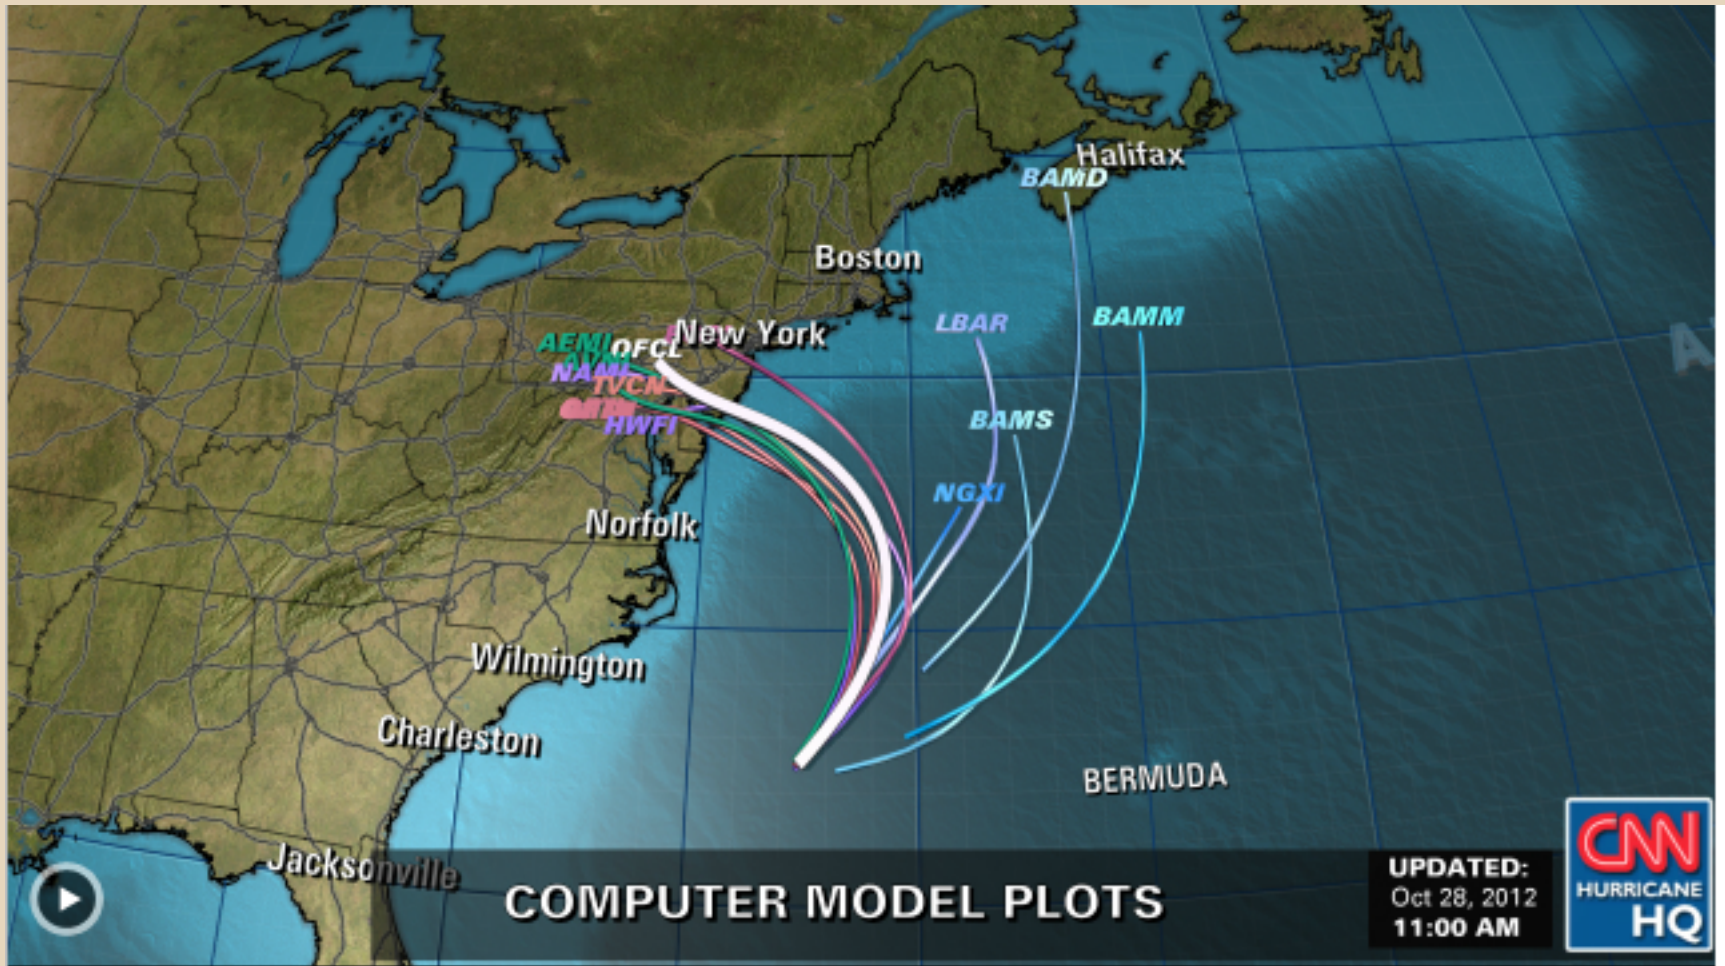 Halifax
BAMD
Boston
LBAR
BAMM
New York
AEMI
OFCL
NAMI
TVCN
HWFI
BAMS
NGXI
Norfolk
Wilmington
Charleston
BERMUDA
Jacksonville
COMPUTER MODEL PLOTS
UPDATED:
Oct 28, 2012
11:00 AM
CNN
HURRICANE
HQ